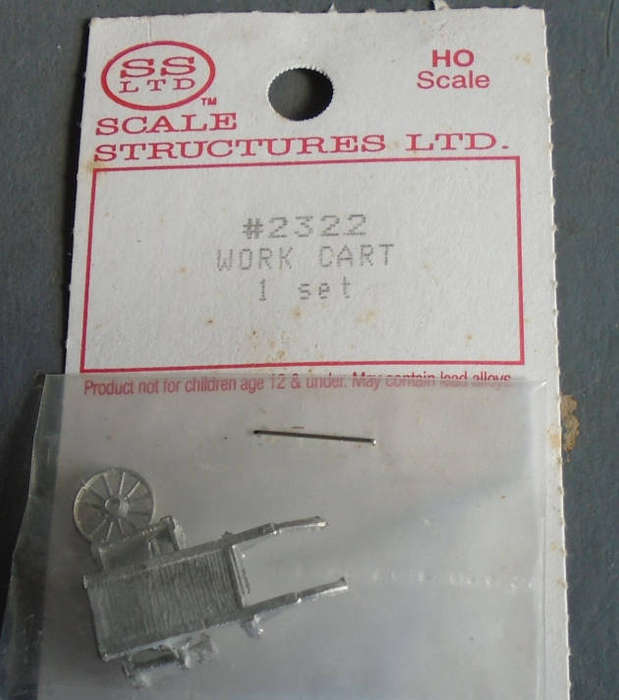 SS
LTD
TM
HO
Scale
SCALE
STRUCTURES LTD.
#2322
WORK CART
1 set
Product not for children age 12 & under. May contain lead alloys.